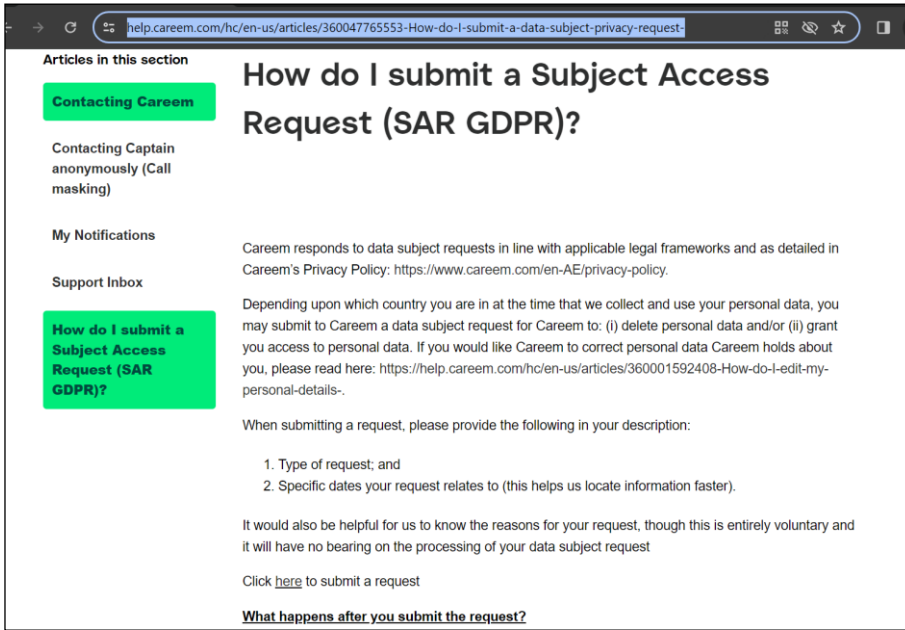 help.careem.com/hc/en-us/articles/360047765553-How-do-I-submit-a-data-subject-privacy-request-
Articles in this section
Contacting Careem
Contacting Captain
anonymously (Call
masking)
My Notifications
Support Inbox
How do I submit a
Subject Access
Request (SAR
GDPR)?
How do I submit a Subject Access
Request (SAR GDPR)?
Careem responds to data subject requests in line with applicable legal frameworks and as detailed in
Careem's Privacy Policy: https://www.careem.com/en-AE/privacy-policy.
Depending upon which country you are in at the time that we collect and use your personal data, you
may submit to Careem a data subject request for Careem to: (i) delete personal data and/or (ii) grant
you access to personal data. If you would like Careem to correct personal data Careem holds about
you, please read here: https://help.careem.com/hc/en-us/articles/360001592408-How-do-I-edit-my-
personal-details-.
When submitting a request, please provide the following in your description:
1. Type of request; and
2. Specific dates your request relates to (this helps us locate information faster).
It would also be helpful for us to know the reasons for your request, though this is entirely voluntary and
it will have no bearing on the processing of your data subject request
Click here to submit a request
What happens after you submit the request?